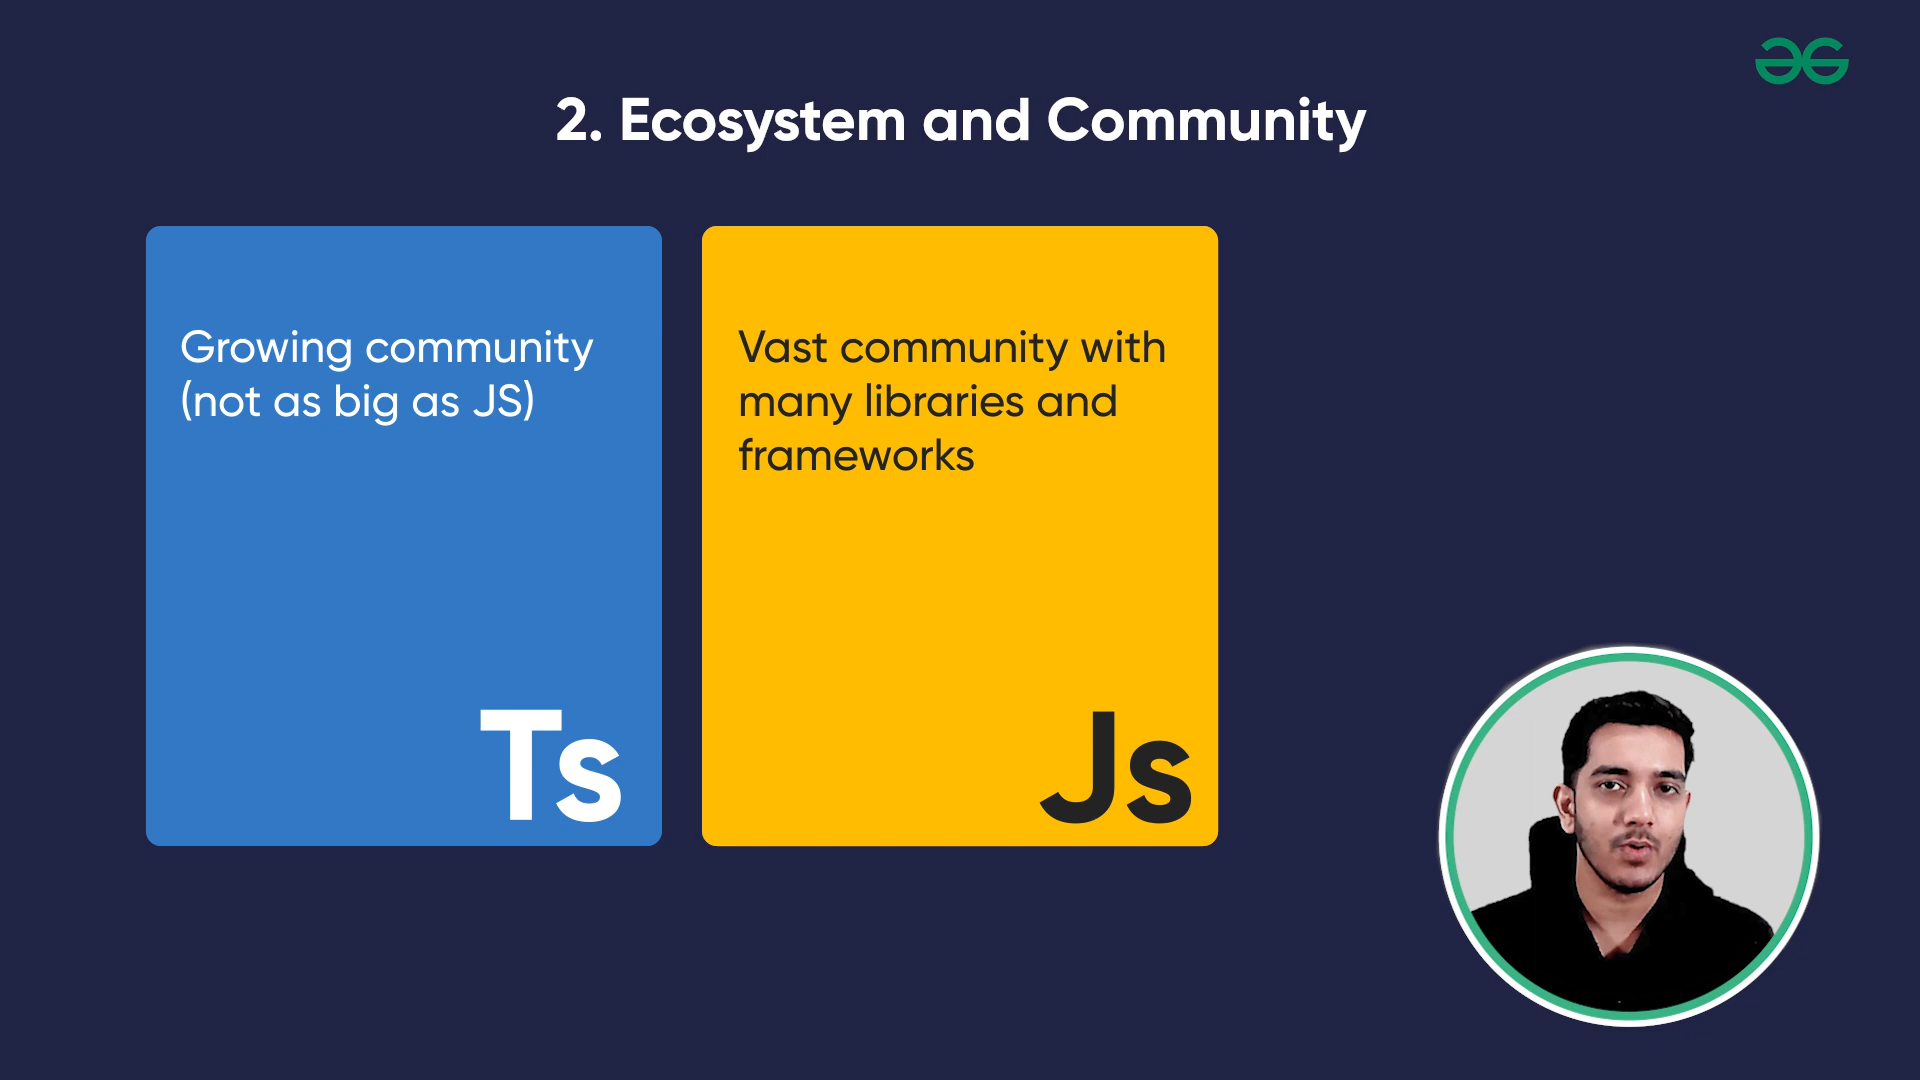 2. Ecosystem and Community
Growing community
(not as big as JS)
Ts
Vast community with
many libraries and
frameworks
Js